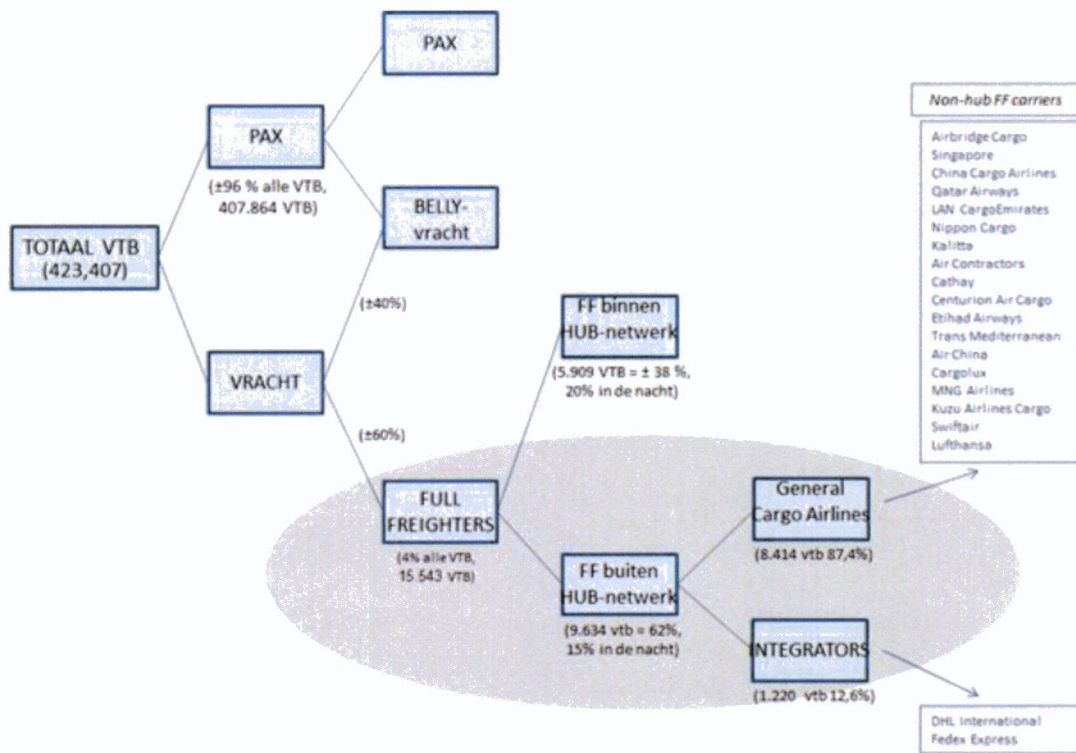 PAX
PAX
(±96 % alle VTB,
407.864 VTB)
BELLY-
vracht
TOTAAL VTB
(423,407)
(±40%)
VRACHT
(±60%)
FF binnen
HUB-netwerk
(5.909 VTB = ± 38 %,
20% in de nacht)
FULL
FREIGHTERS
(4% alle VTB,
15.543 VTB)
FF buiten
HUB-netwerk
(9.634 vtb = 62%,
15% in de nacht)
General
Cargo Airlines
(8.414 vtb 87,4%)
INTEGRATORS
(1.220 vtb 12,6%)
Non-hub FF carriers
Airbridge Cargo
Singapore
China Cargo Airlines
Qatar Airways
LAN CargoEmirates
Nippon Cargo
Kalitta
Air Contractors
Cathay
Centurion Air Cargo
Etihad Airways
Trans Mediterranean
Air China
Cargolux
MNG Airlines
Kuzu Airlines Cargo
Swiftair
Lufthansa
DHL International
Fedex Express